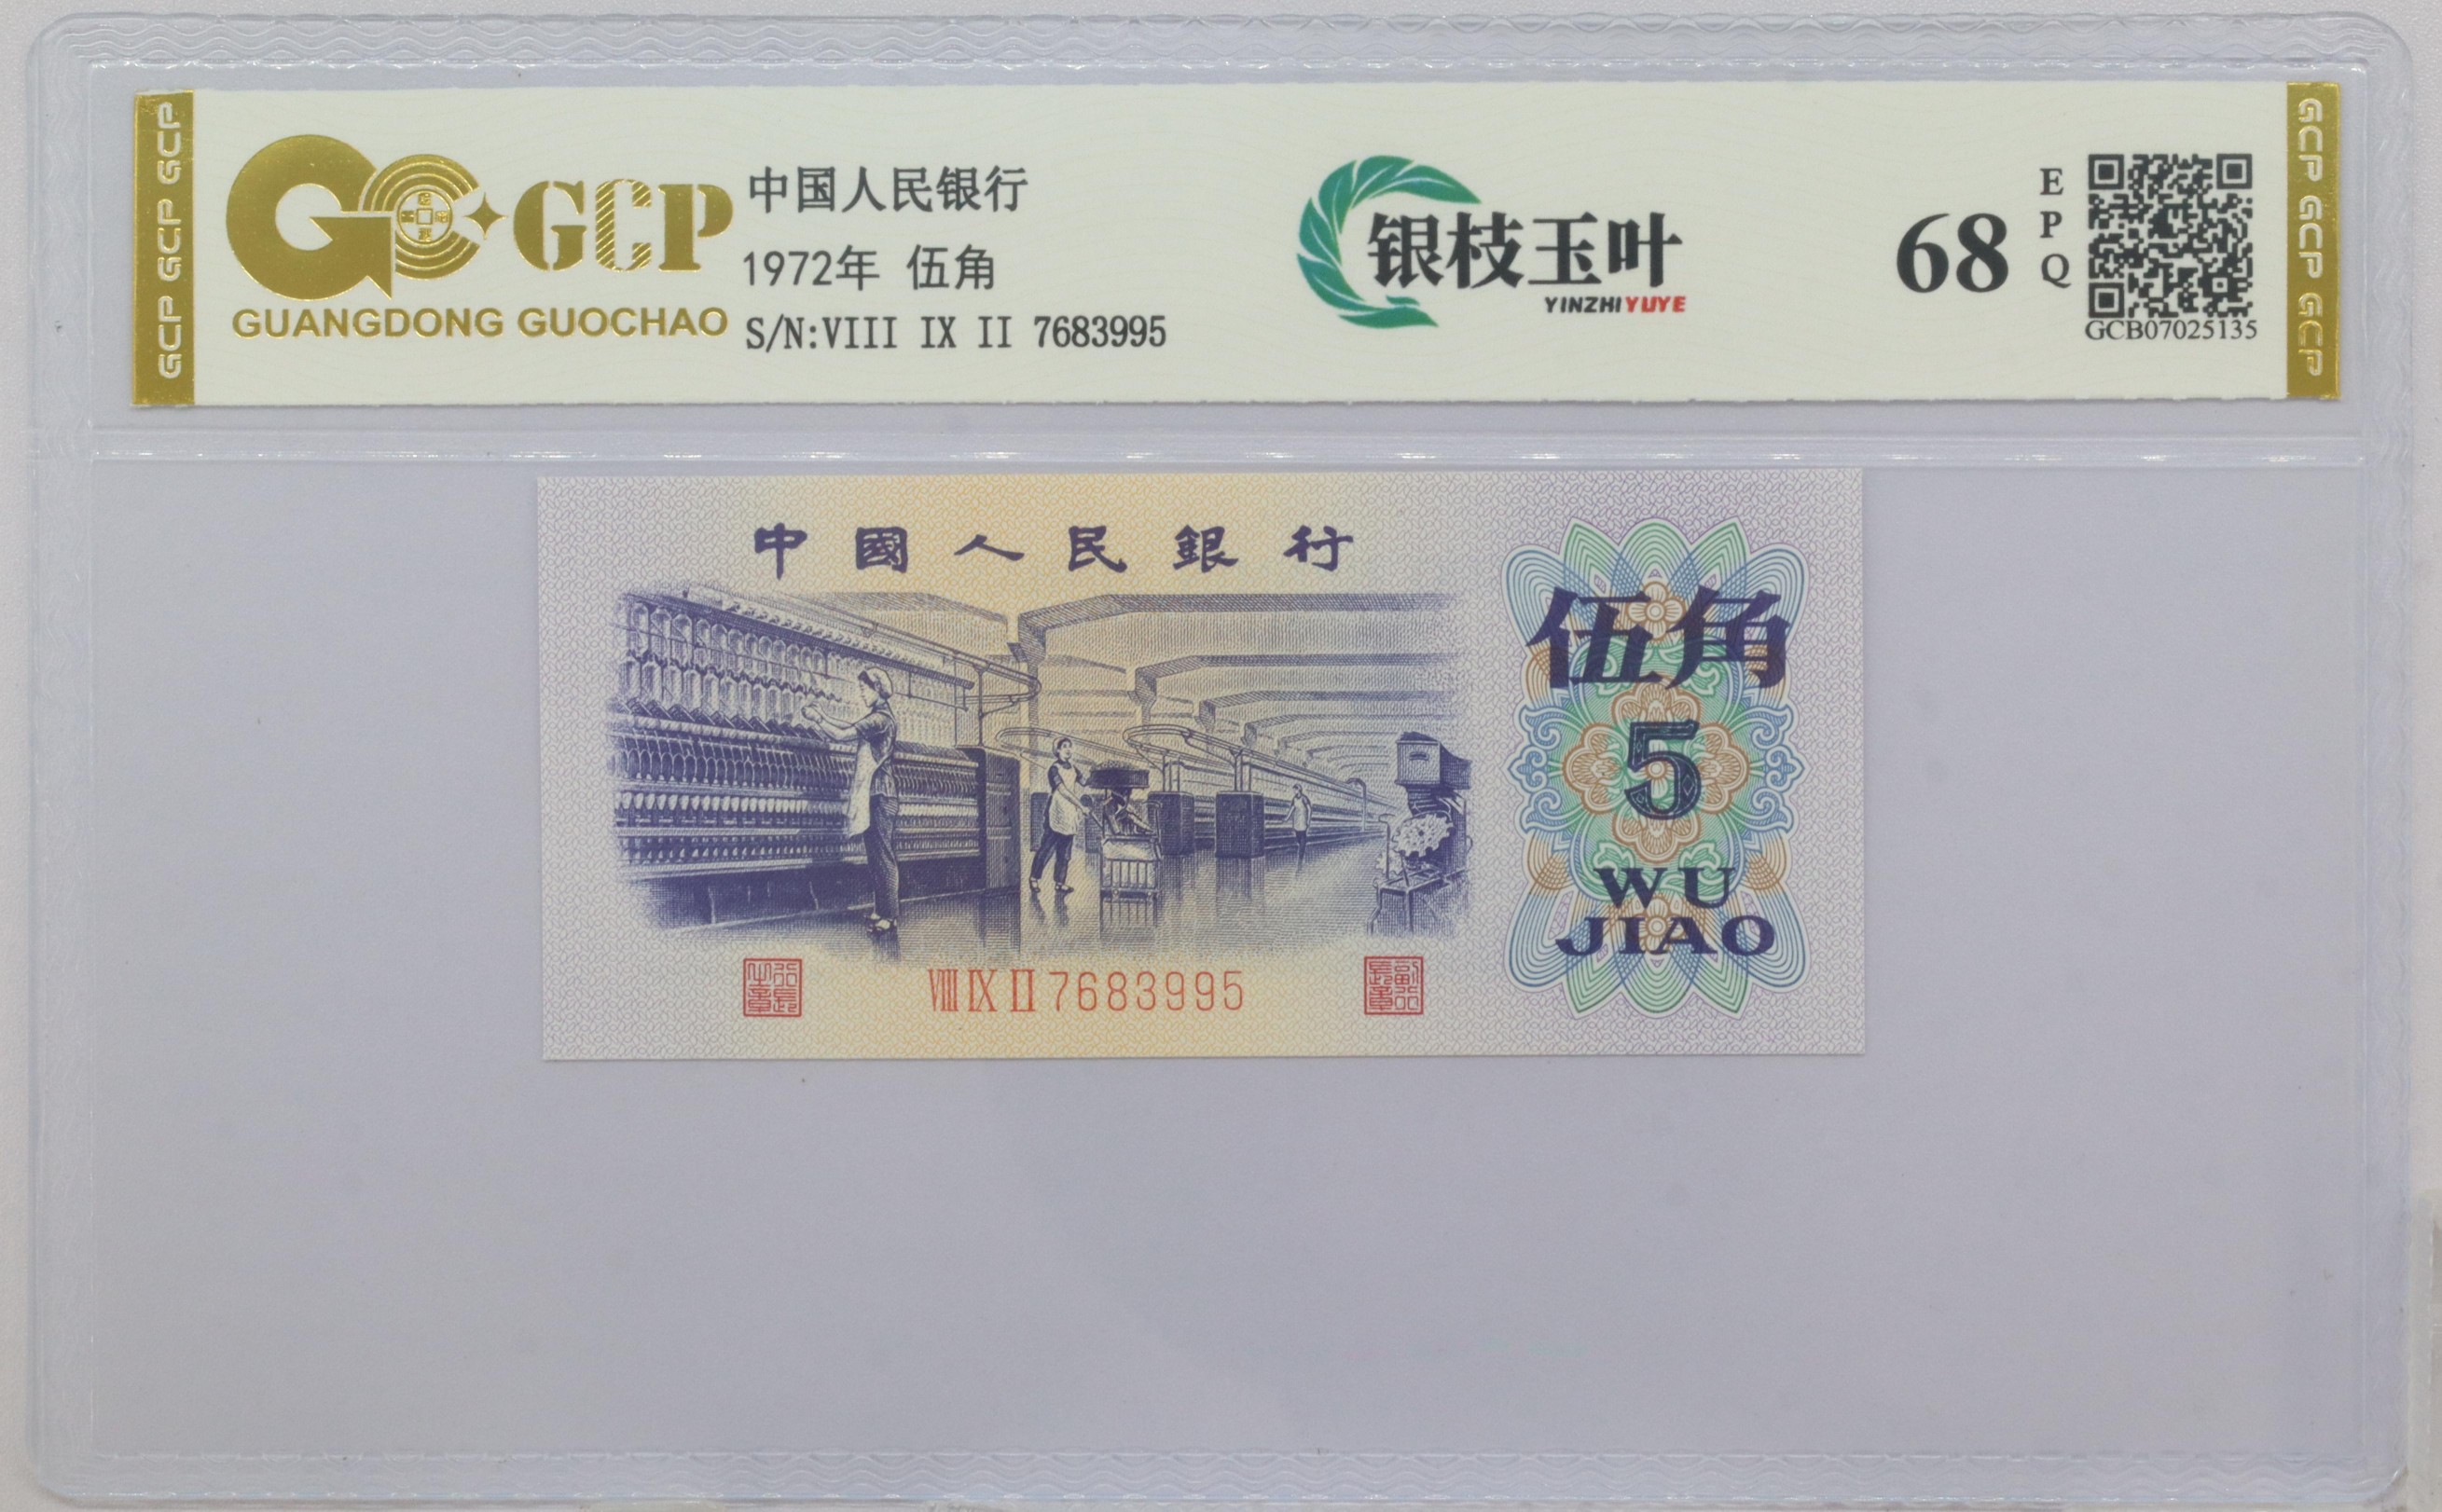 GCP GCP GCP
GCP
GUANGDONG GUOCHAO
中国人民银行
1972年 伍角
S/N:VIII IX II 7683995
银枝玉叶
YINZHIYUYE
68
EPQ
GCB07025135
GCP GCP GCP
中國人民銀行
伍角
5
WU
JIAO
VIII IX II 7683995